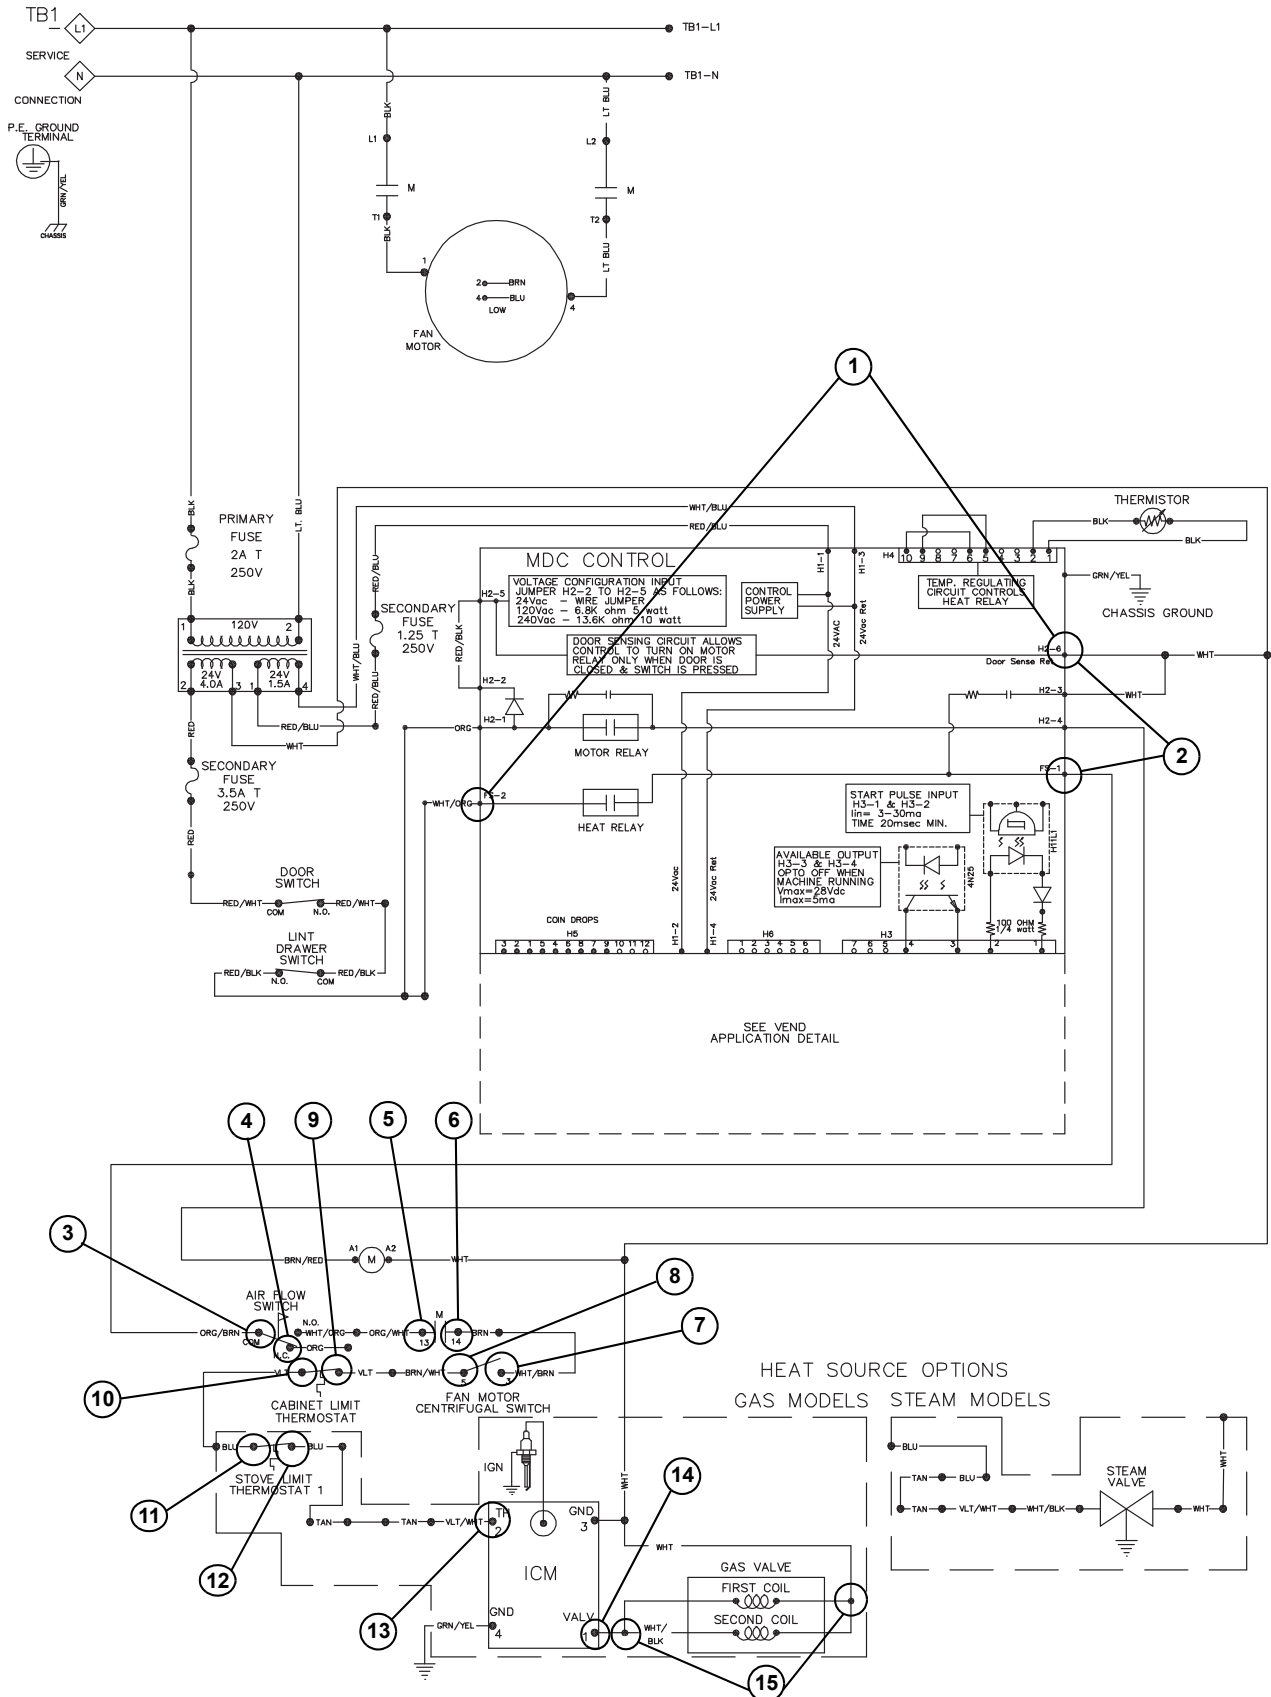 TB1
L1
TB1-L1
SERVICE
N
TB1-N
CONNECTION
P.E. GROUND
TERMINAL
GRN/YEL
CHASSIS
BLK
LT BLU
L1
L2
M
M
T1
T2
BLK
LT BLU
1
2 BRN
4 BLU
LOW
4
FAN
MOTOR
1
BLK
LT. BLU
PRIMARY
FUSE
2A T
250V
BLK
WHT/BLU
RED/BLU
RED/BLU
SECONDARY
FUSE
1.25 T
250V
WHT/BLU
RED/BLU
1 120V 2
24V
4.0A
24V
1.5A
2 3 1 4
RED/BLU
WHT
RED
SECONDARY
FUSE
3.5A T
250V
RED
THERMISTOR
BLK
BLK
MDC CONTROL
H1-1
H1-3
H4
10 9 8 7 6 5 4 3 2 1
GRN/YEL
CHASSIS GROUND
H2-5
VOLTAGE CONFIGURATION INPUT
JUMPER H2-2 TO H2-5 AS FOLLOWS:
24Vac - WIRE JUMPER
120Vac - 6.8K ohm 5 watt
240Vac - 13.6K ohm 10 watt
CONTROL
POWER
SUPPLY
TEMP. REGULATING
CIRCUIT CONTROLS
HEAT RELAY
RED/BLK
DOOR SENSING CIRCUIT ALLOWS
CONTROL TO TURN ON MOTOR
RELAY ONLY WHEN DOOR IS
CLOSED & SWITCH IS PRESSED
24VAC
24Vac Ret
H2-6
Door Sense Ret
WHT
H2-2
H2-3
WHT
ORG
H2-1
H2-4
MOTOR RELAY
2
FS-1
WHT/ORG
FS-2
HEAT RELAY
START PULSE INPUT
H3-1 & H3-2
Iin= 3-30ma
TIME 20msec MIN.
H11L1
AVAILABLE OUTPUT
H3-3 & H3-4
OPTO OFF WHEN
MACHINE RUNNING
Vmax=28Vdc
Imax=5ma
4N25
24Vac
24Vac Ret
100 OHM
1/4 watt
DOOR
SWITCH
RED/WHT
COM
N.O.
RED/WHT
LINT
DRAWER
SWITCH
RED/BLK
N.O.
COM
RED/BLK
COIN DROPS
H5
3 2 1 5 4 6 8 7 9 10 11 12
H1-2
H1-4
H6
1 2 3 4 5 6
H3
7 6 5 4 3 2 1
SEE VEND
APPLICATION DETAIL
4
9
5
6
3
BRN/RED
A1
M
A2
WHT
8
AIR FLOW
SWITCH
N.O.
M
ORG/BRN
COM
WHT/ORG
ORG/WHT
13
14
BRN
7
N.C.
ORG
VLT
VLT
BRN/WHT
5
3
WHT/BRN
10
CABINET LIMIT
THERMOSTAT
FAN MOTOR
CENTRIFUGAL SWITCH
HEAT SOURCE OPTIONS
GAS MODELS
STEAM MODELS
BLU
BLU
STOVE LIMIT
THERMOSTAT 1
11
12
IGN
WHT
14
BLU
TAN
BLU
STEAM
VALVE
WHT
TAN
VLT/WHT
WHT/BLK
WHT
TAN
TAN
VLT/WHT
TH
2
GND
3
WHT
ICM
GAS VALVE
FIRST COIL
13
GND
4
GRN/YEL
VALV
1
WHT/
BLK
SECOND COIL
15